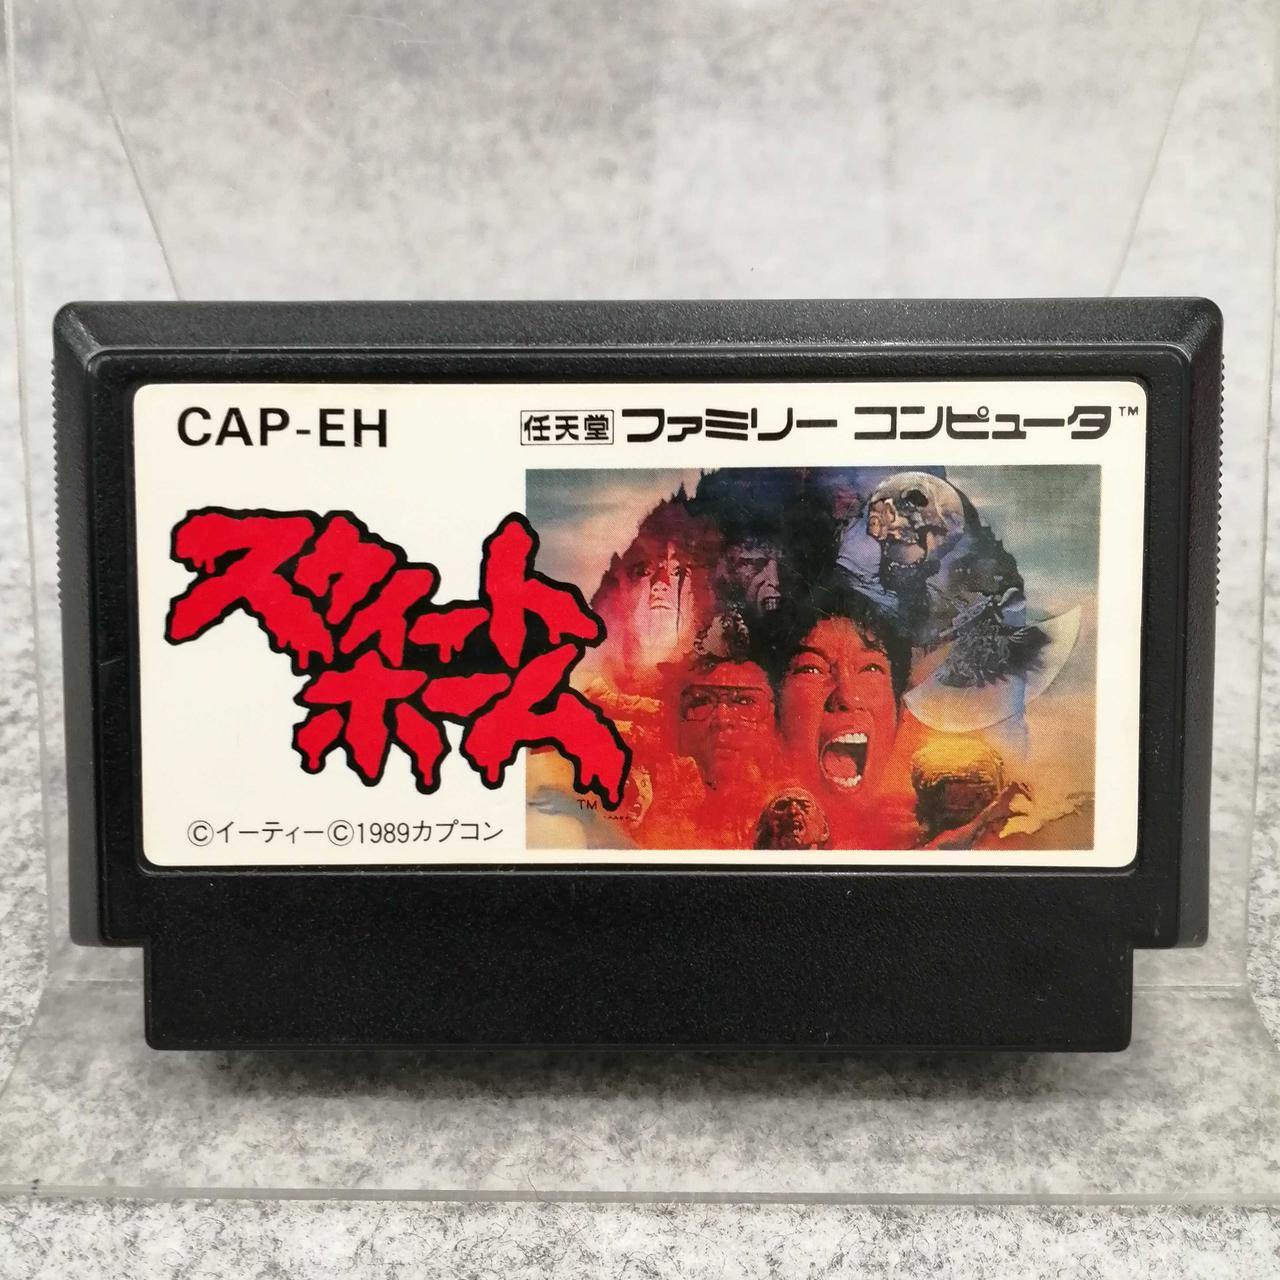 CAP-EH
任天堂 ファミリー コンピュータ™
スウィート
ホーム
TM
©イーティー©1989カプコン